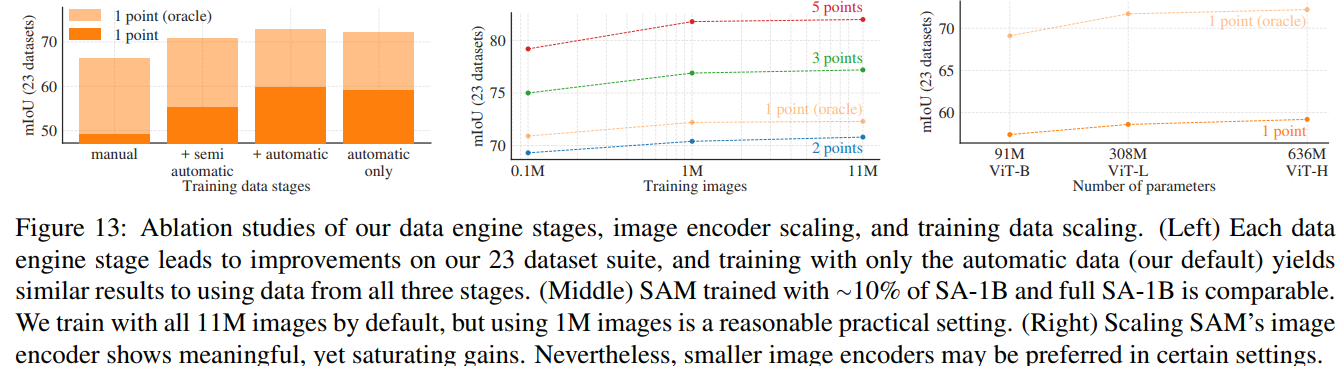 1 point (oracle)
1 point
mIoU (23 datasets)
70
60
50
manual
+ semi
automatic
+ automatic
automatic
only
Training data stages
mIoU (23 datasets)
80
75
70
5 points
3 points
1 point (oracle)
2 points
0.1M
1M
11M
Training images
mIoU (23 datasets)
70
65
60
1 point (oracle)
1 point
91M
ViT-B
308M
ViT-L
636M
ViT-H
Number of parameters
Figure 13: Ablation studies of our data engine stages, image encoder scaling, and training data scaling. (Left) Each data
engine stage leads to improvements on our 23 dataset suite, and training with only the automatic data (our default) yields
similar results to using data from all three stages. (Middle) SAM trained with ∼10% of SA-1B and full SA-1B is comparable.
We train with all 11M images by default, but using 1M images is a reasonable practical setting. (Right) Scaling SAM's image
encoder shows meaningful, yet saturating gains. Nevertheless, smaller image encoders may be preferred in certain settings.